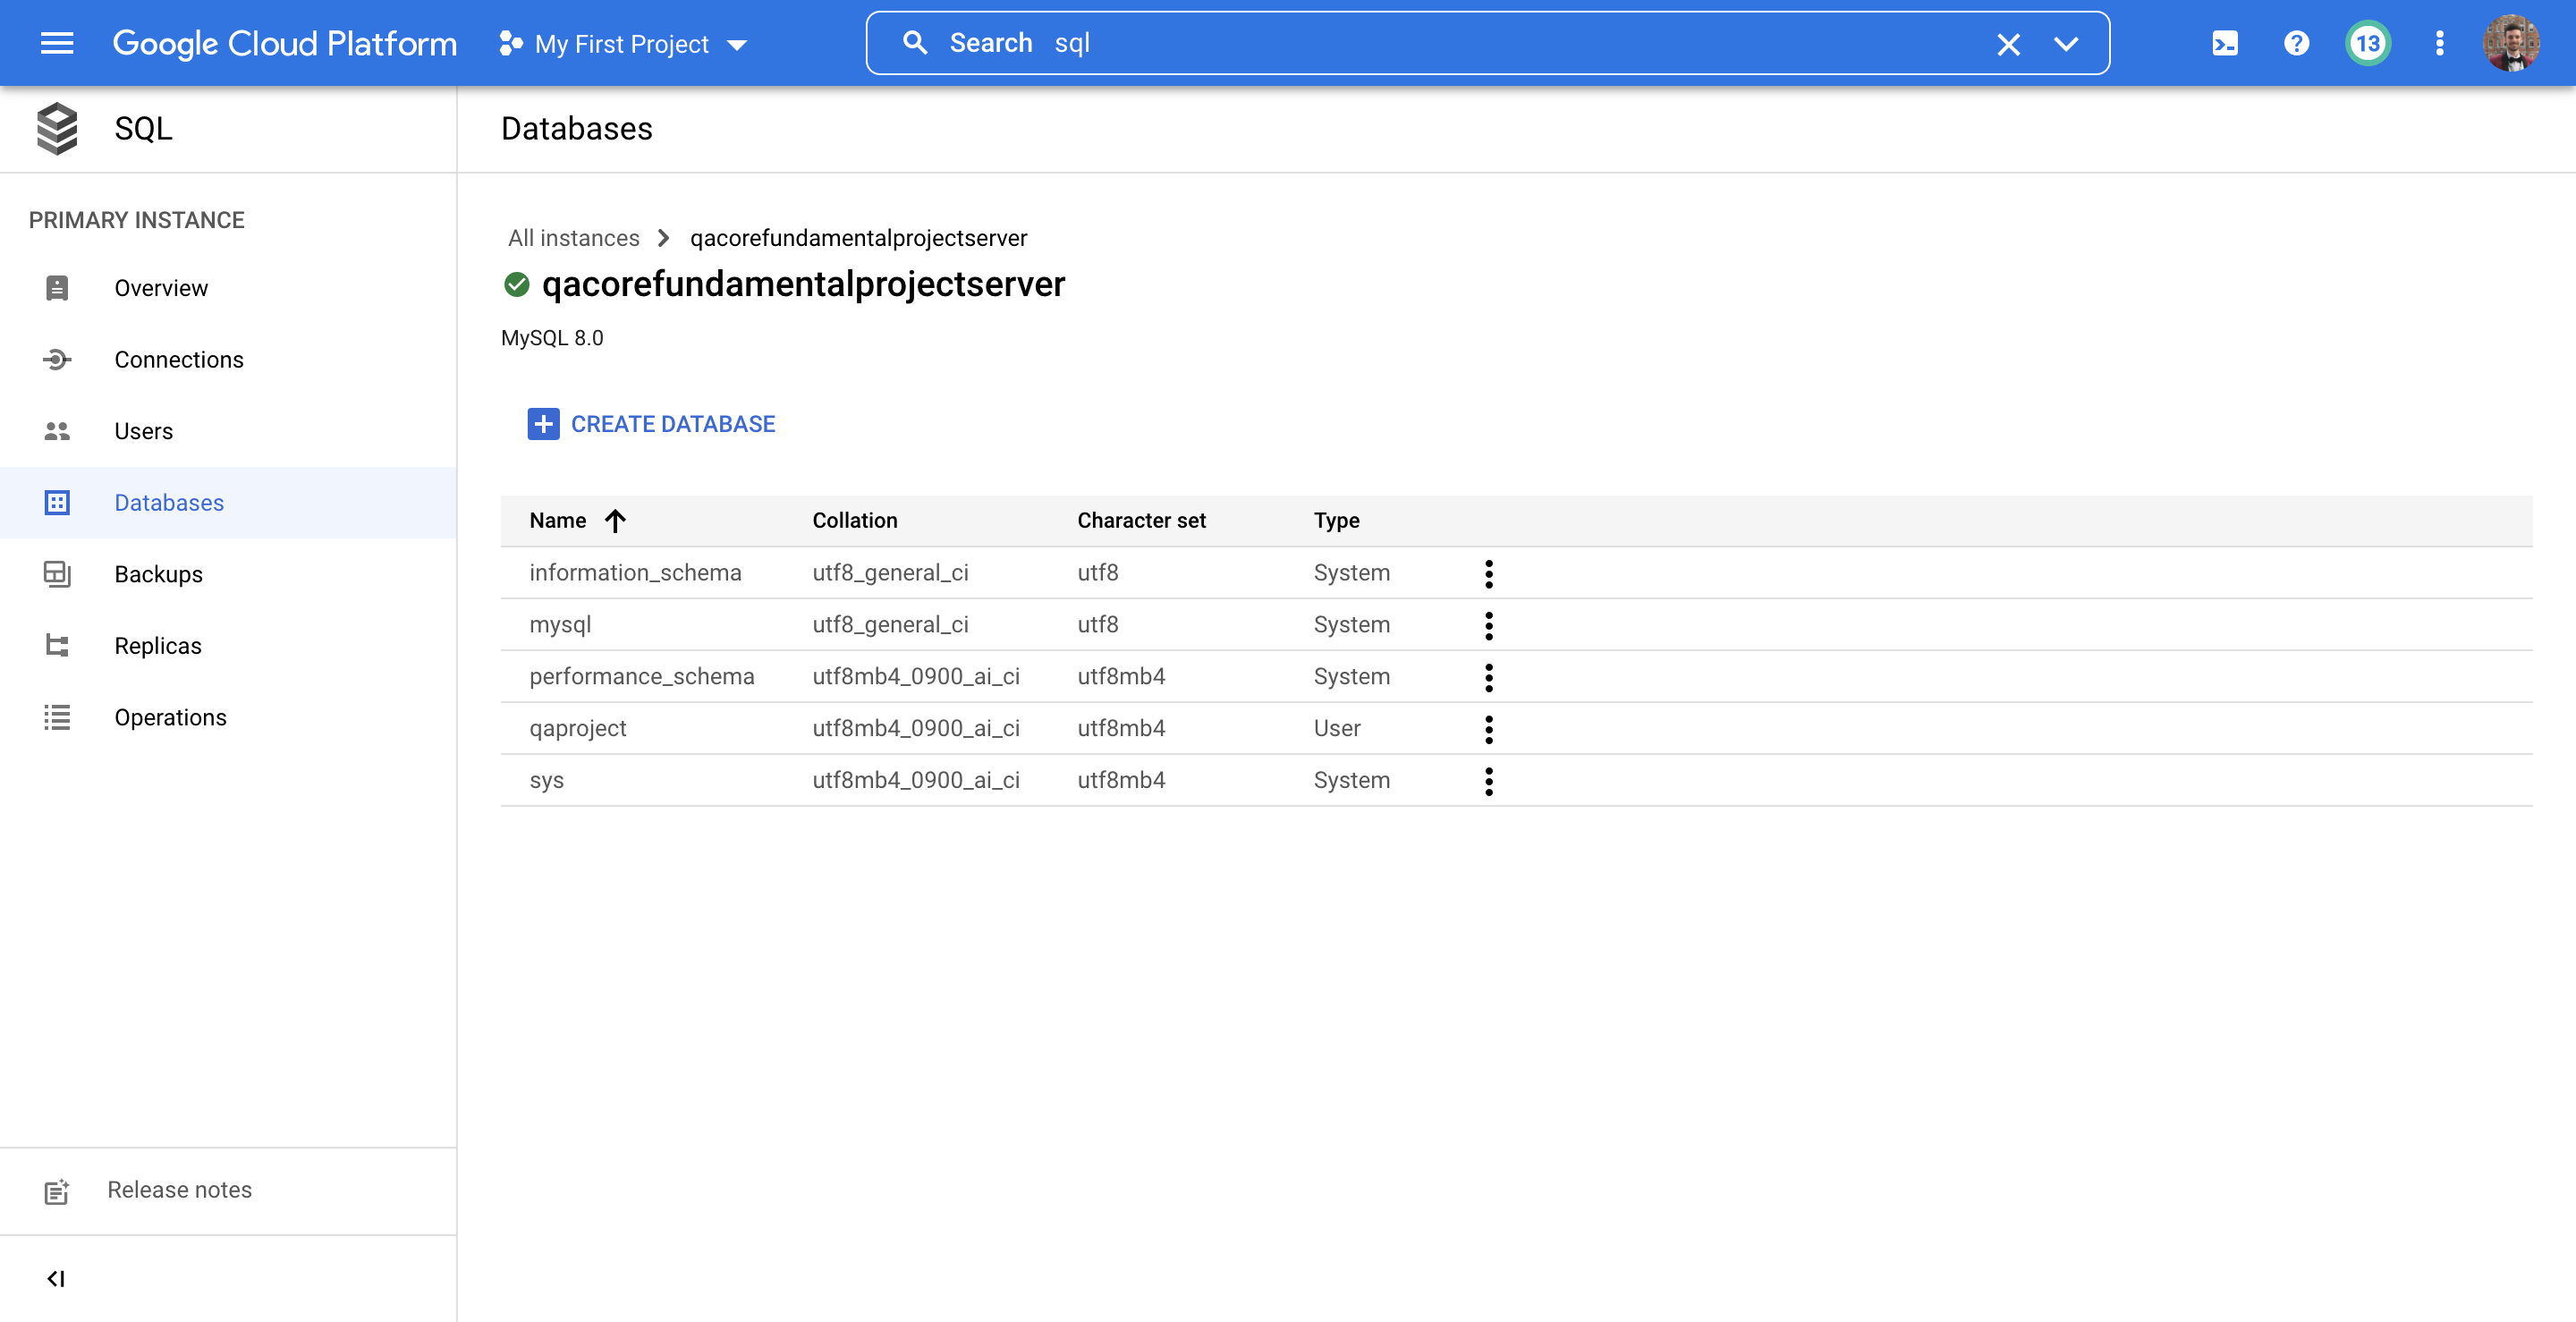 Google Cloud Platform My First Project Search sql 13
SQL
Databases
PRIMARY INSTANCE
Overview
Connections
Users
Databases
Backups
Replicas
Operations
Release notes
All instances qacorefundamentalprojectserver
qacorefundamentalprojectserver
MySQL 8.0
CREATE DATABASE
Name Collation Character set Type
information_schema utf8_general_ci utf8 System
mysql utf8_general_ci utf8 System
performance_schema utf8mb4_0900_ai_ci utf8mb4 System
qaproject utf8mb4_0900_ai_ci utf8mb4 User
sys utf8mb4_0900_ai_ci utf8mb4 System